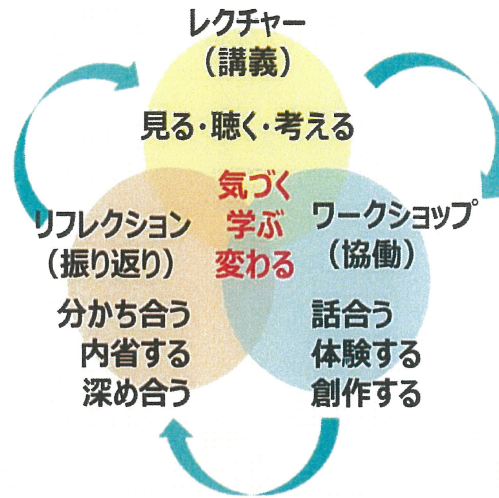 レクチャー
（講義）
見る・聴く・考える
気づく
学ぶ
変わる
リフレクション
（振り返り）
分かち合う
内省する
深め合う
ワークショップ
（協働）
話合う
体験する
創作する